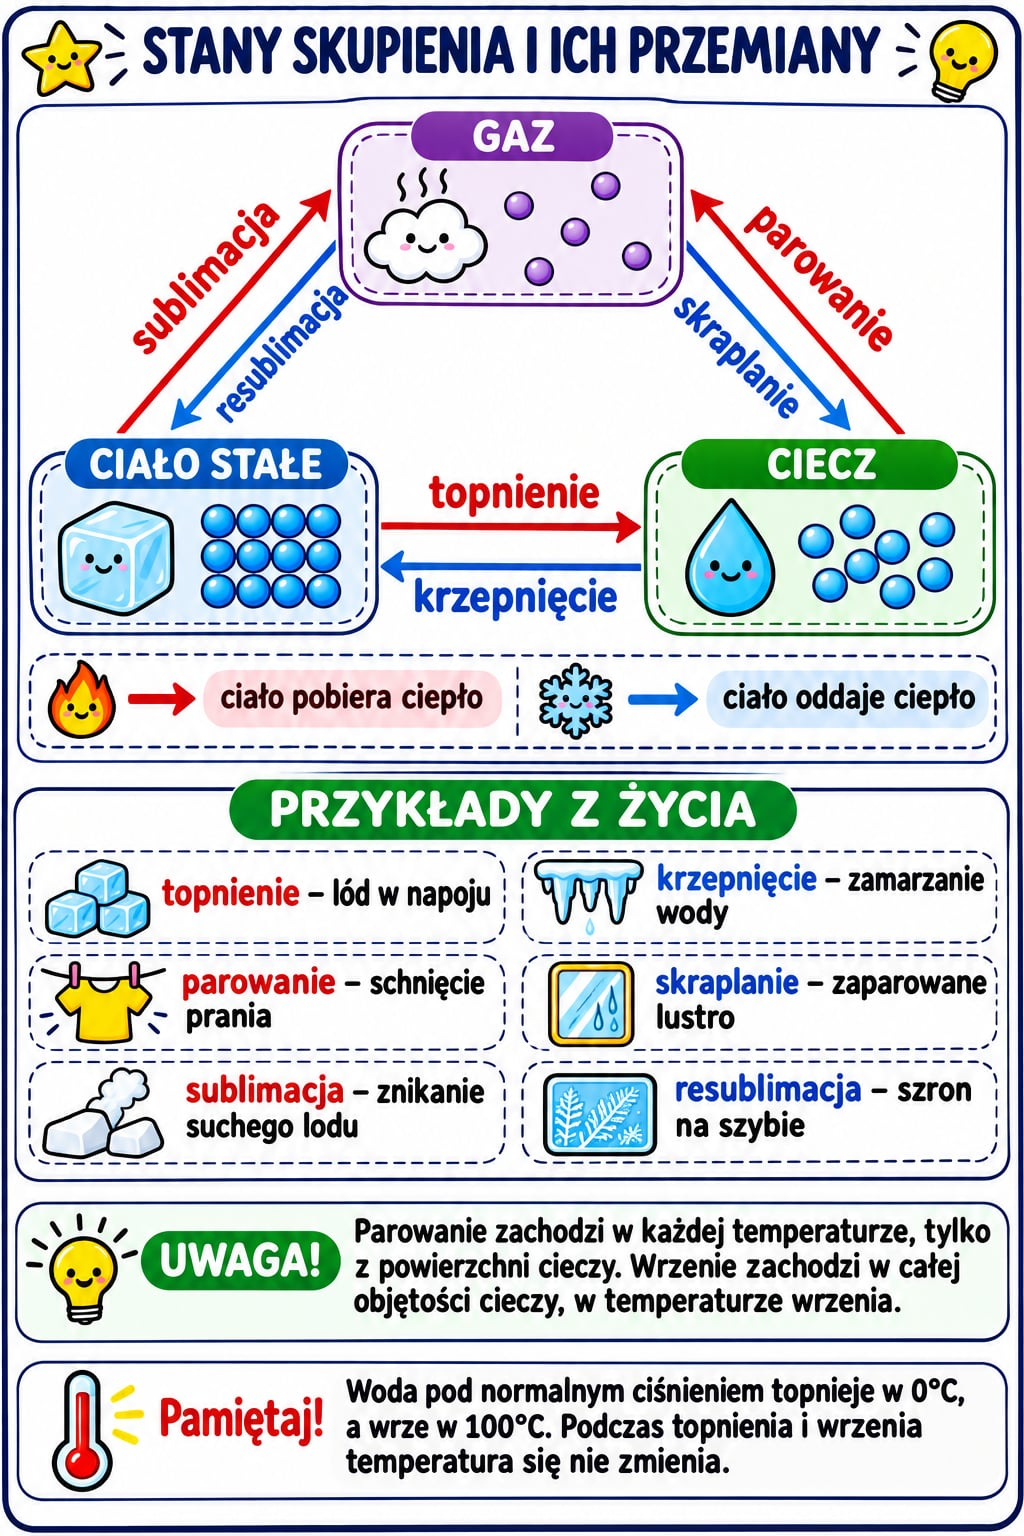 STANY SKUPIENIA I ICH PRZEMIANY
GAZ
sublimacja
resublimacja
parowanie
skraplanie
CIAŁO STAŁE
CIECZ
topnienie
krzepnięcie
ciało pobiera ciepło
ciało oddaje ciepło
PRZYKŁADY Z ŻYCIA
topnienie – lód w napoju
krzepnięcie – zamarzanie
wody
parowanie – schnięcie
prania
skraplanie – zaparowane
lustro
sublimacja – znikanie
suchego lodu
resublimacja – szron
na szybie
UWAGA!
Parowanie zachodzi w każdej temperaturze, tylko
z powierzchni cieczy. Wrzenie zachodzi w całej
objętości cieczy, w temperaturze wrzenia.
Pamiętaj!
Woda pod normalnym ciśnieniem topnieje w 0°C,
a wrze w 100°C. Podczas topnienia i wrzenia
temperatura się nie zmienia.